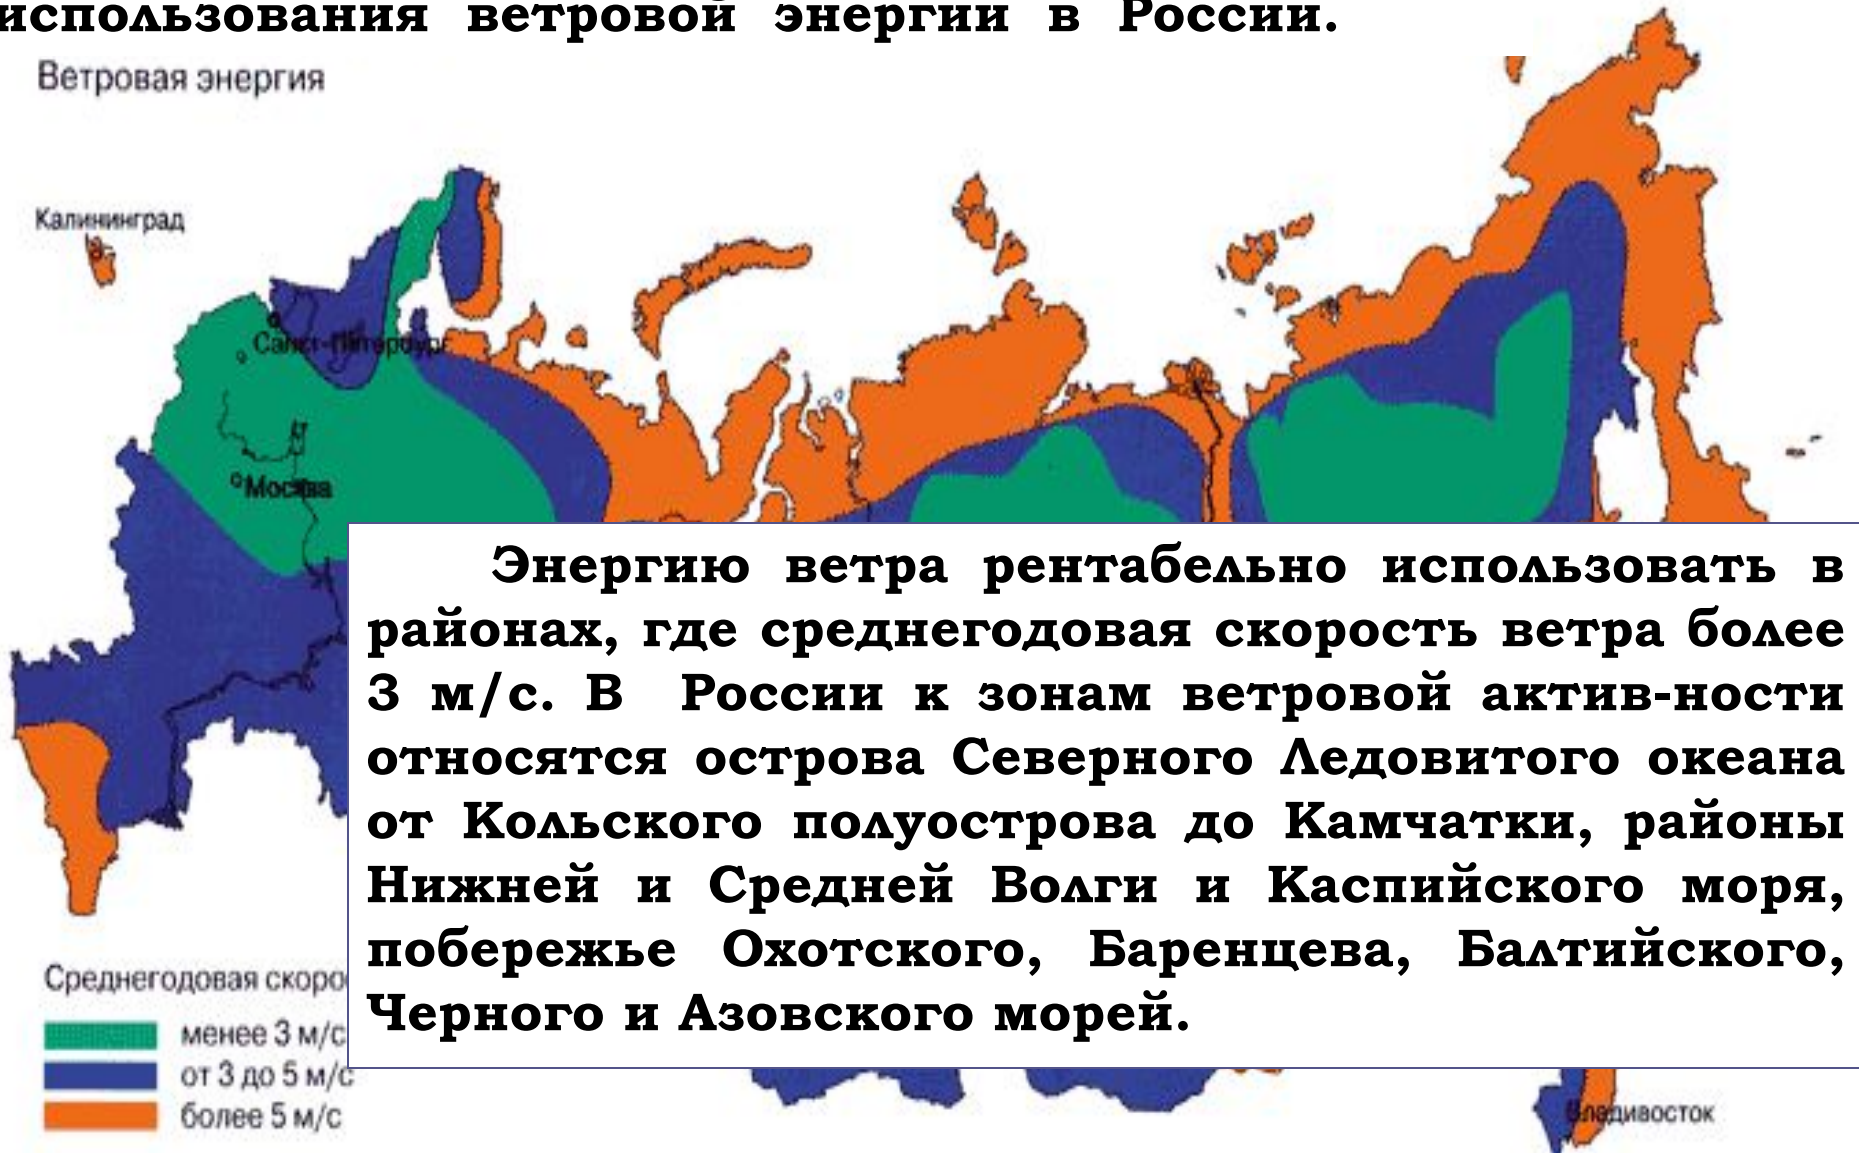 использования ветровой энергии в России.
Ветровая энергия
Калининград
Санкт-Петербург
Москва
Энергию ветра рентабельно использовать в
районах, где среднегодовая скорость ветра более
3 м/с. В России к зонам ветровой актив-ности
относятся острова Северного Ледовитого океана
от Кольского полуострова до Камчатки, районы
Нижней и Средней Волги и Каспийского моря,
побережье Охотского, Баренцева, Балтийского,
Черного и Азовского морей.
Среднегодовая скоро
менее 3 м/с
от 3 до 5 м/с
более 5 м/с
Владивосток